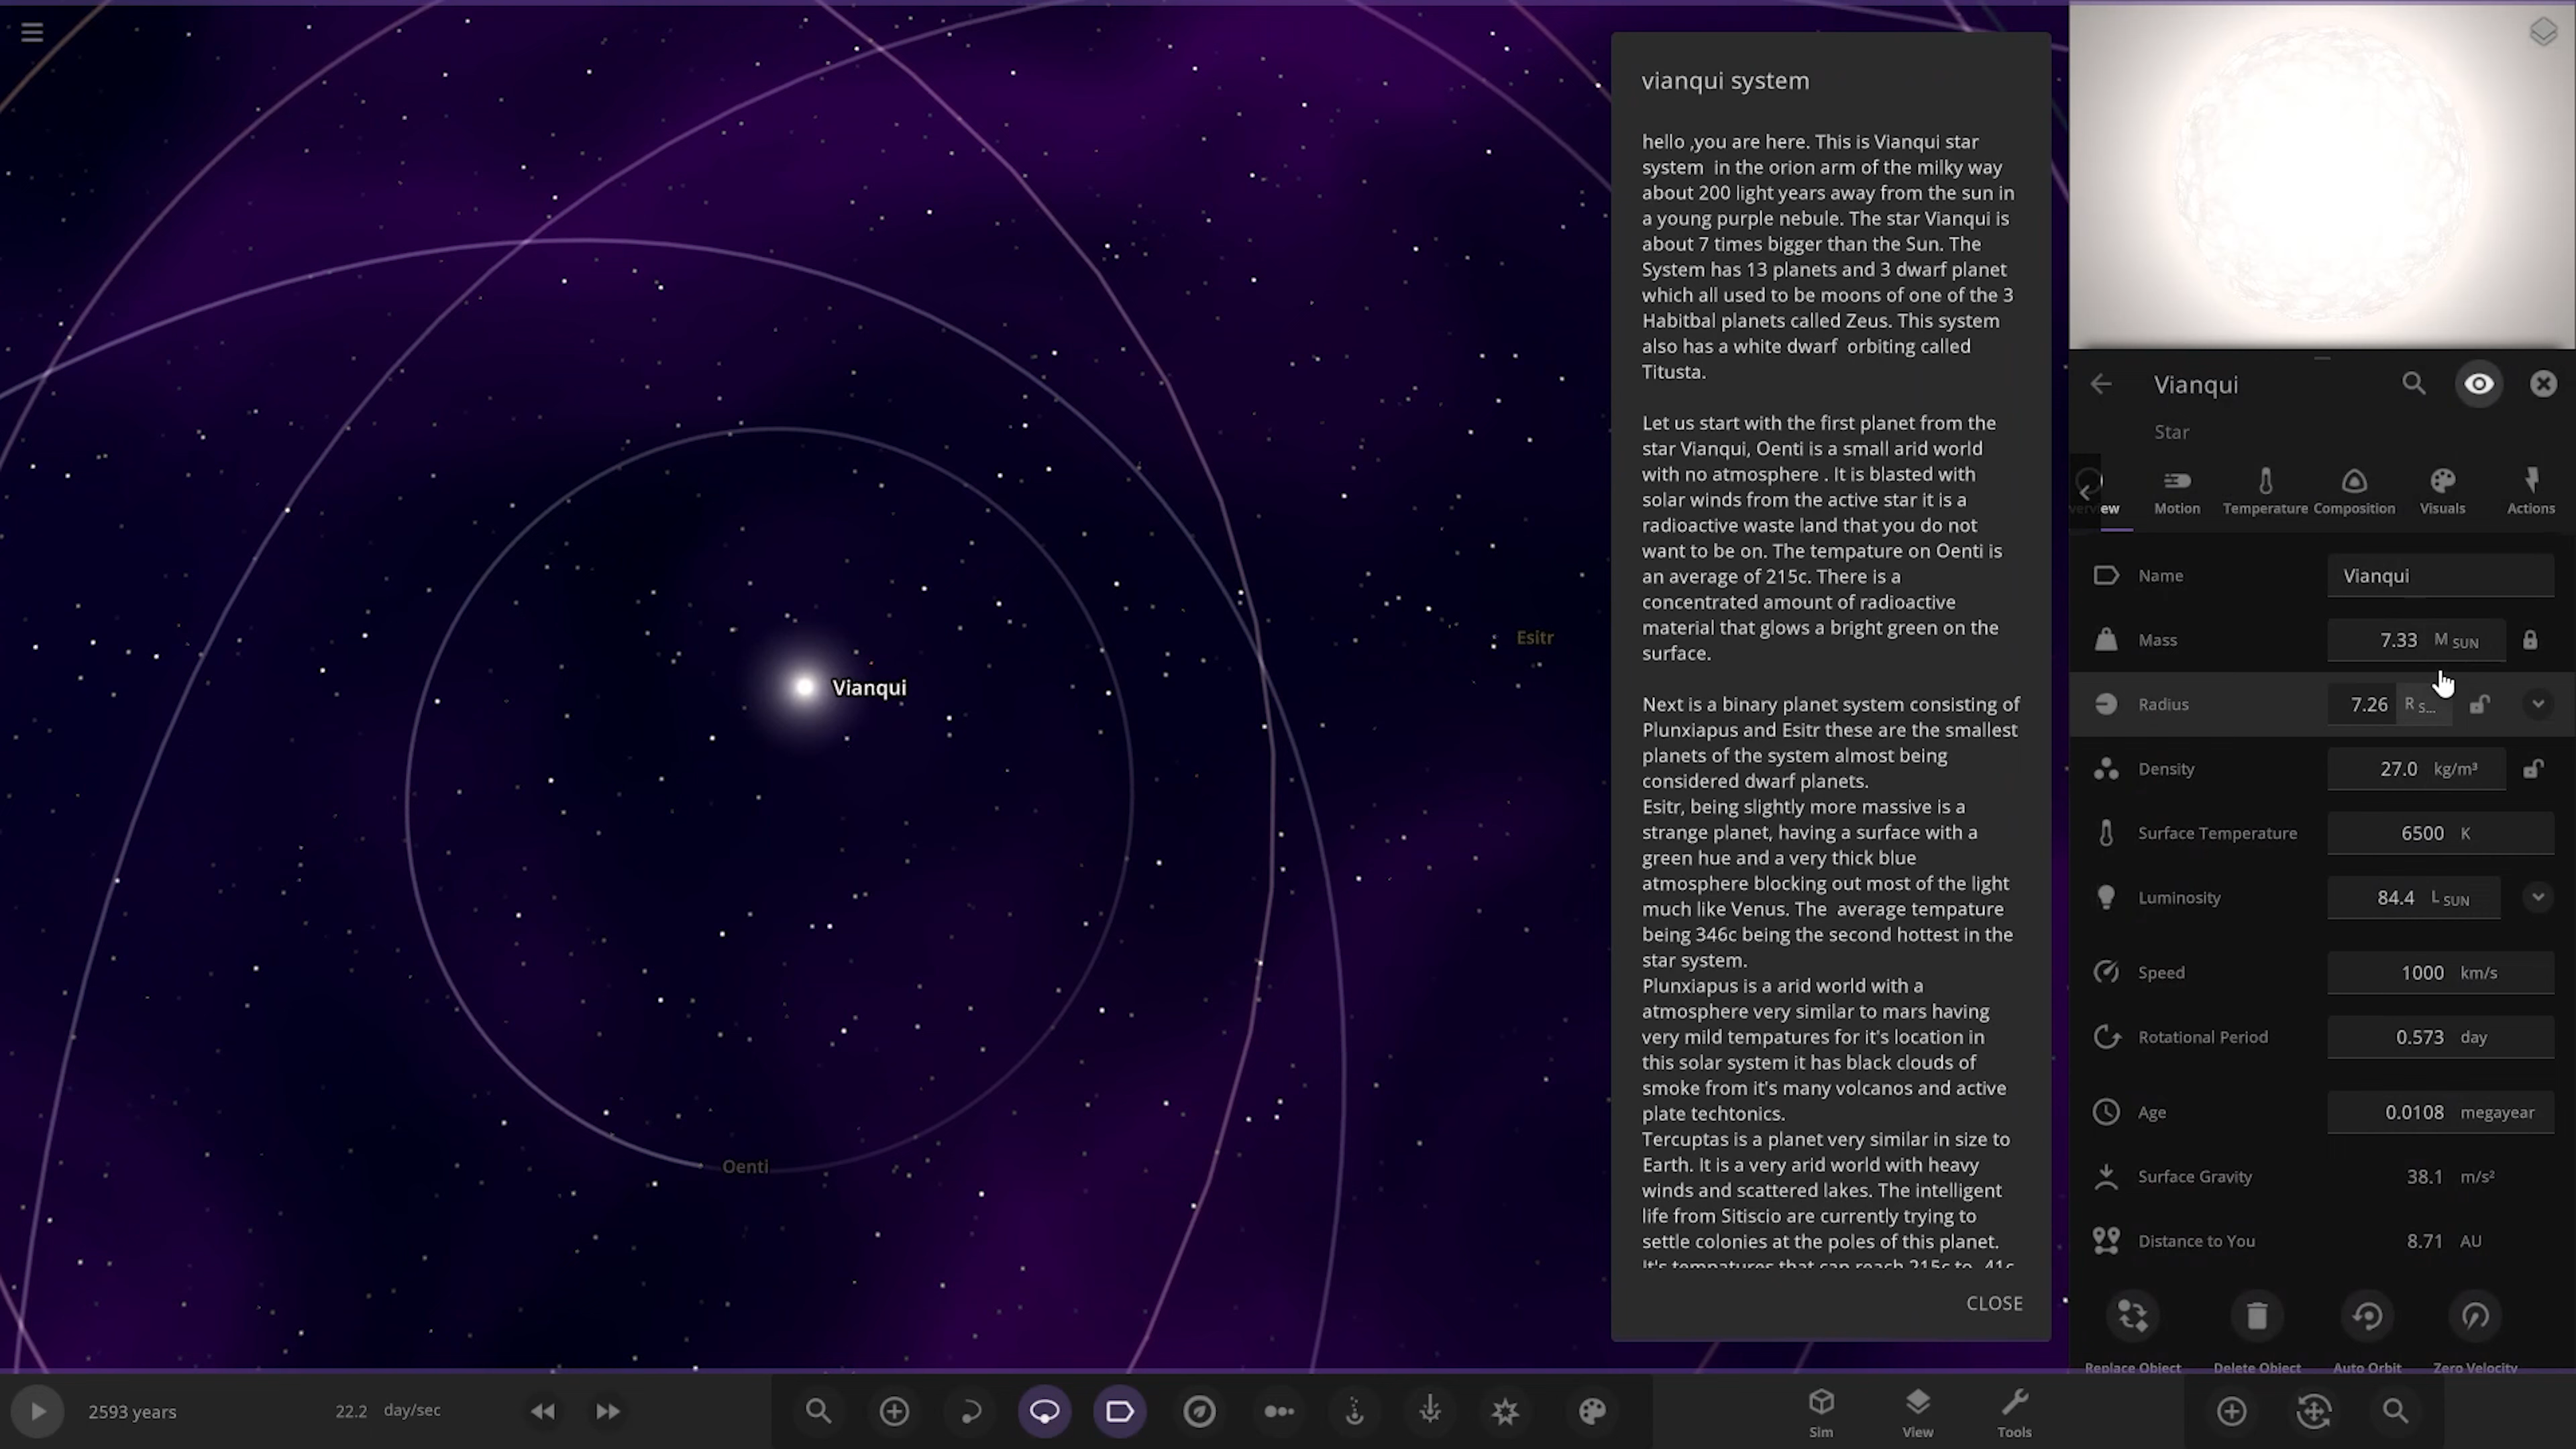 vianqui system
hello ,you are here. This is Vianqui star
system  in the orion arm of the milky way
about 200 light years away from the sun in
a young purple nebule. The star Vianqui is
about 7 times bigger than the Sun. The
System has 13 planets and 3 dwarf planet
which all used to be moons of one of the 3
Habitbal planets called Zeus. This system
also has a white dwarf  orbiting called
Titusta.
Let us start with the first planet from the
star Vianqui, Oenti is a small arid world
with no atmosphere . It is blasted with
solar winds from the active star it is a
radioactive waste land that you do not
want to be on. The tempature on Oenti is
an average of 215c. There is a
concentrated amount of radioactive
material that glows a bright green on the
surface.
Next is a binary planet system consisting of
Plunxiapus and Esitr these are the smallest
planets of the system almost being
considered dwarf planets.
Esitr, being slightly more massive is a
strange planet, having a surface with a
green hue and a very thick blue
atmosphere blocking out most of the light
much like Venus. The  average tempature
being 346c being the second hottest in the
star system.
Plunxiapus is a arid world with a
atmosphere very similar to mars having
very mild tempatures for it's location in
this solar system it has black clouds of
smoke from it's many volcanos and active
plate techtonics.
Tercuptas is a planet very similar in size to
Earth. It is a very arid world with heavy
winds and scattered lakes. The intelligent
life from Sitiscio are currently trying to
settle colonies at the poles of this planet.
It's tempatures that can reach 215c to -41c
CLOSE
Vianqui
Esitr
Oenti
Vianqui
Star
Motion
Temperature
Composition
Visuals
Actions
Name Vianqui
Mass 7.33 M SUN
Radius 7.26 R S...
Density 27.0 kg/m³
Surface Temperature 6500 K
Luminosity 84.4 L SUN
Speed 1000 km/s
Rotational Period 0.573 day
Age 0.0108 megayear
Surface Gravity 38.1 m/s²
Distance to You 8.71 AU
Replace Object
Delete Object
Auto Orbit
Zero Velocity
2593 years
22.2 day/sec
Sim
View
Tools